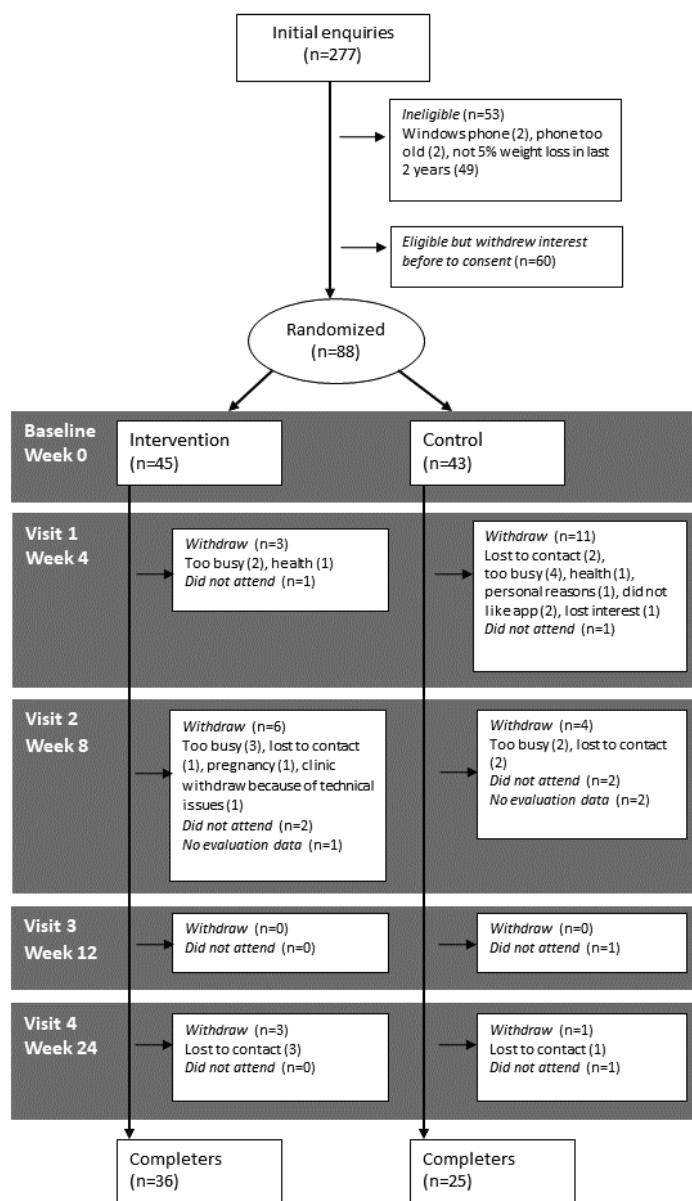 Initial enquiries
(n=277)
Ineligible (n=53)
Windows phone (2), phone too
old (2), not 5% weight loss in last
2 years (49)
Eligible but withdrew interest
before to consent (n=60)
Randomized
(n=88)
Baseline
Week 0
Intervention
(n=45)
Control
(n=43)
Visit 1
Week 4
Withdraw (n=3)
Too busy (2), health (1)
Did not attend (n=1)
Withdraw (n=11)
Lost to contact (2),
too busy (4), health (1),
personal reasons (1), did not
like app (2), lost interest (1)
Did not attend (n=1)
Visit 2
Week 8
Withdraw (n=6)
Too busy (3), lost to contact
(1), pregnancy (1), clinic
withdraw because of technical
issues (1)
Did not attend (n=2)
No evaluation data (n=1)
Withdraw (n=4)
Too busy (2), lost to contact
(2)
Did not attend (n=2)
No evaluation data (n=2)
Visit 3
Week 12
Withdraw (n=0)
Did not attend (n=0)
Withdraw (n=0)
Did not attend (n=1)
Visit 4
Week 24
Withdraw (n=3)
Lost to contact (3)
Did not attend (n=0)
Withdraw (n=1)
Lost to contact (1)
Did not attend (n=1)
Completers
(n=36)
Completers
(n=25)